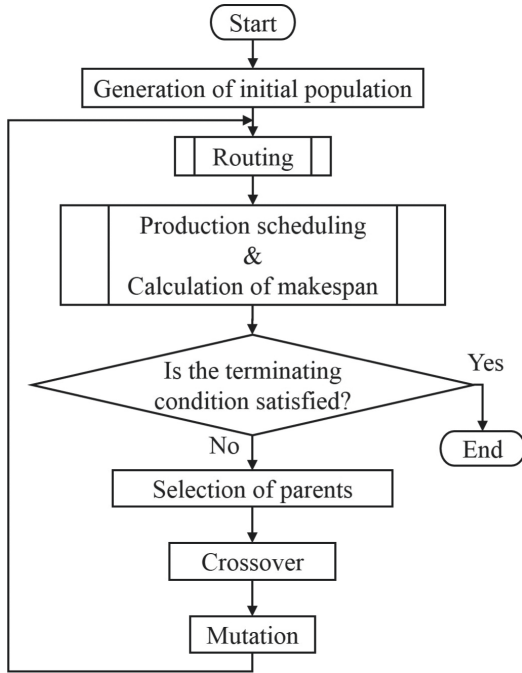 Start
Generation of initial population
Routing
Production scheduling
&
Calculation of makespan
Is the terminating
condition satisfied?
Yes
End
No
Selection of parents
Crossover
Mutation